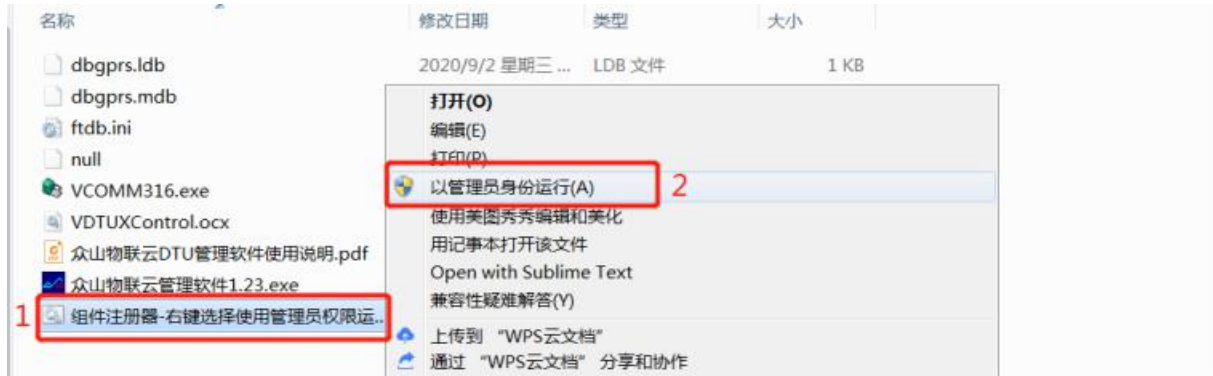 名称 修改日期 类型 大小
dbgprs.ldb 2020/9/2 星期三 ... LDB 文件 1 KB
dbgprs.mdb
ftdb.ini
null
VCOMM316.exe
VDTUXControl.ocx
众山物联云DTU管理软件使用说明.pdf
众山物联云管理软件1.23.exe
1 组件注册器-右键选择使用管理员权限运...
打开(O)
编辑(E)
打印(P)
以管理员身份运行(A) 2
使用美图秀秀编辑和美化
用记事本打开该文件
Open with Sublime Text
兼容性疑难解答(Y)
上传到 “WPS云文档”
通过 “WPS云文档” 分享和协作